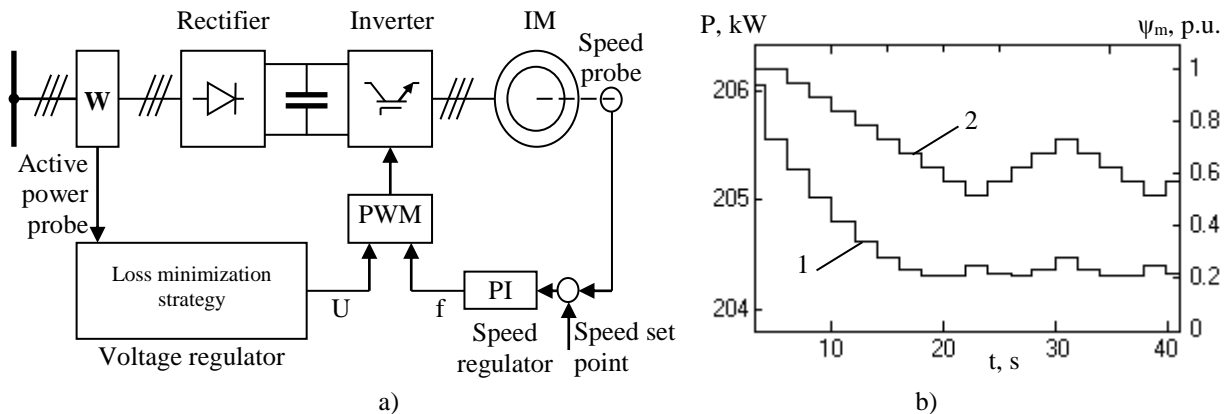 Rectifier
Inverter
IM
Speed
probe
W
Active
power
probe
PWM
Loss minimization
strategy
U
f
PI
Voltage regulator
Speed
regulator
Speed set
point
a)
P, kW
ψm, p.u.
206
205
204
1
0.8
0.6
0.4
0.2
0
2
1
10
20
30
40
t, s
b)